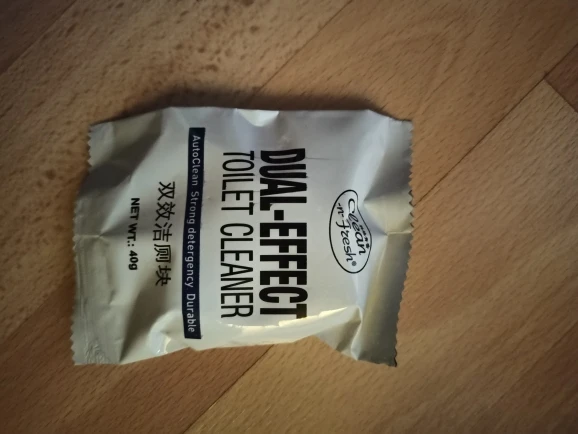 clean
-n-fresh®
DUAL-EFFECT
TOILET CLEANER
AutoClean Strong detergency Durable
双效洁厕块
NET WT.: 40g